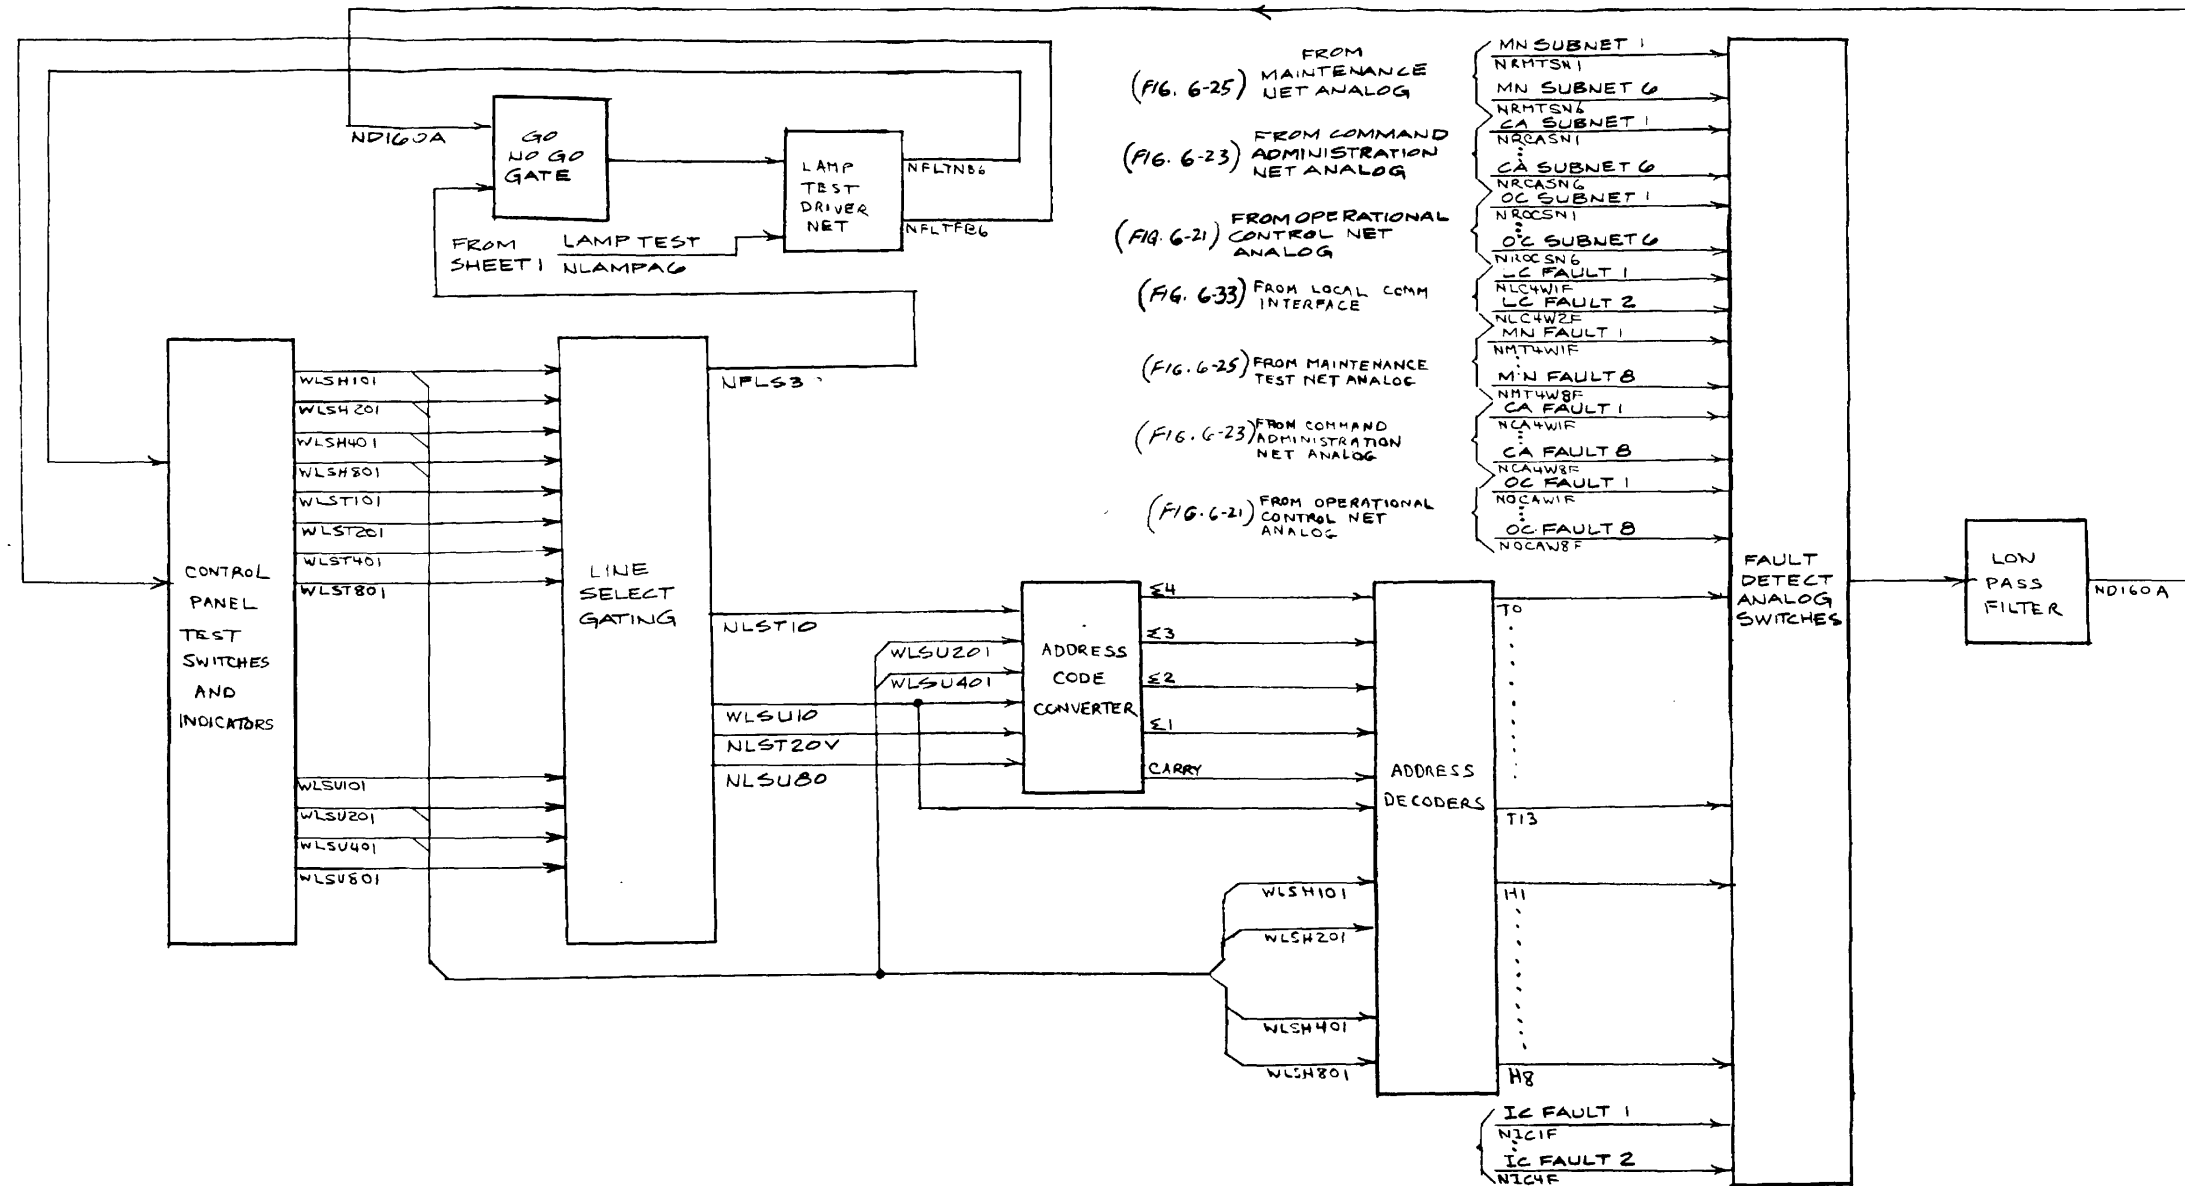 ND160A
GO
NO GO
GATE
LAMP
TEST
DRIVER
NET
NFLTNB6
NFLTFB6
FROM
SHEET 1
LAMP TEST
NLAMPA6
FROM
(FIG. 6-25) MAINTENANCE
NET ANALOG
FROM COMMAND
(FIG. 6-23) ADMINISTRATION
NET ANALOG
FROM OPERATIONAL
(FIG. 6-21) CONTROL NET
ANALOG
(FIG. 6-33) FROM LOCAL COMM
INTERFACE
(FIG. 6-25) FROM MAINTENANCE
TEST NET ANALOG
(FIG. 6-23) FROM COMMAND
ADMINISTRATION
NET ANALOG
(FIG. 6-21) FROM OPERATIONAL
CONTROL NET
ANALOG
MN SUBNET 1
NRMTSN1
MN SUBNET 6
NRMTSN6
CA SUBNET 1
NRCASN1
CA SUBNET 6
NRCASN6
OC SUBNET 1
NROCSN1
OC SUBNET 6
NROCSN6
LC FAULT 1
NLC4W1F
LC FAULT 2
NLC4W2F
MN FAULT 1
NMT4W1F
MN FAULT 8
NMT4W8F
CA FAULT 1
NCA4W1F
CA FAULT 8
NCA4W8F
OC FAULT 1
NOCAW1F
OC FAULT 8
NOCAW8F
CONTROL
PANEL
TEST
SWITCHES
AND
INDICATORS
WLSH101
WLSH201
WLSH401
WLSH801
WLST101
WLST201
WLST401
WLST801
WLSU101
WLSU201
WLSU401
WLSU801
LINE
SELECT
GATING
NFLS3
NLST10
WLSU10
NLST20V
NLSU80
WLSU201
WLSU401
ADDRESS
CODE
CONVERTER
Σ4
Σ3
Σ2
Σ1
CARRY
ADDRESS
DECODERS
WLSH101
WLSH201
WLSH401
WLSH801
T0
T13
H1
H8
FAULT
DETECT
ANALOG
SWITCHES
LON
PASS
FILTER
ND160A
IC FAULT 1
NIC1F
IC FAULT 2
NIC4F